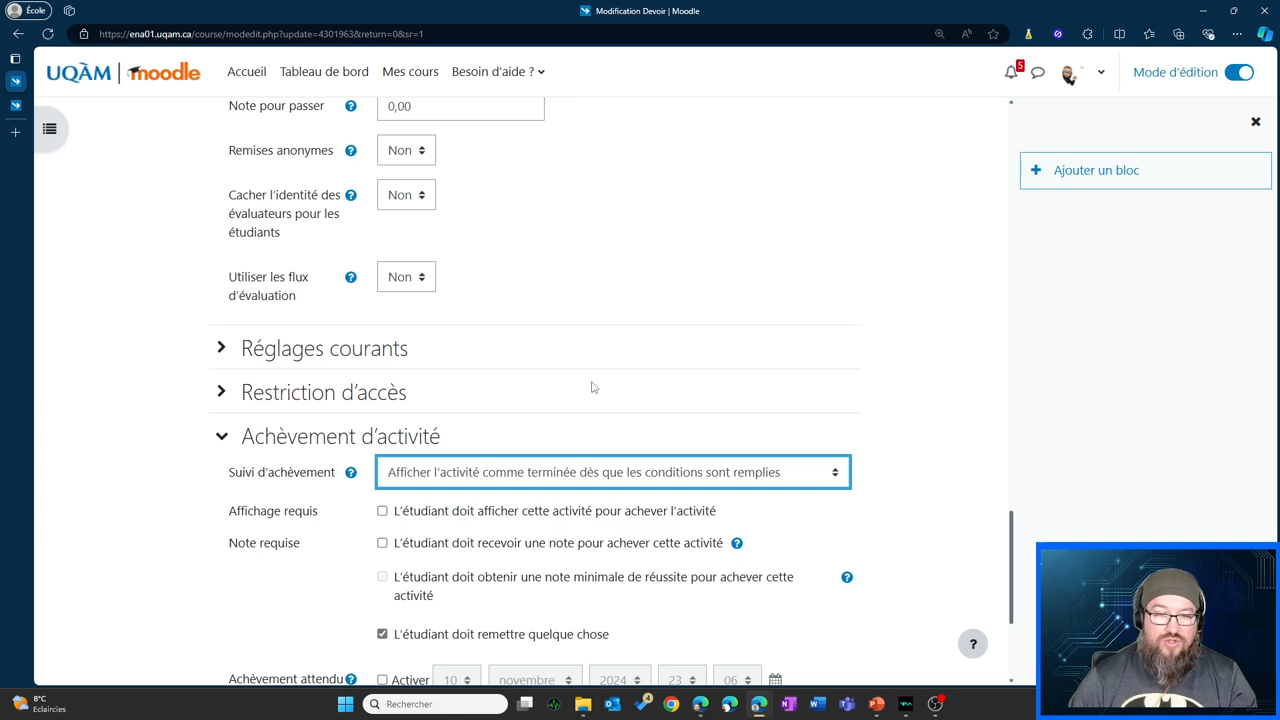 École
Modification Devoir | Moodle
https://ena01.uqam.ca/course/modedit.php?update=4301963&return=0&sr=1
UQÀM | moodle
Accueil Tableau de bord Mes cours Besoin d'aide ?
5
Mode d'édition
Note pour passer
0,00
Remises anonymes
Non
Cacher l'identité des
évaluateurs pour les
étudiants
Non
Utiliser les flux
d'évaluation
Non
Ajouter un bloc
Réglages courants
Restriction d'accès
Achèvement d'activité
Suivi d'achèvement
Afficher l'activité comme terminée dès que les conditions sont remplies
Affichage requis
L'étudiant doit afficher cette activité pour achever l'activité
Note requise
L'étudiant doit recevoir une note pour achever cette activité
L'étudiant doit obtenir une note minimale de réussite pour achever cette
activité
L'étudiant doit remettre quelque chose
Achèvement attendu
Activer 10 novembre 2024 23 06
?
8°C
Eclaircies
Rechercher
4